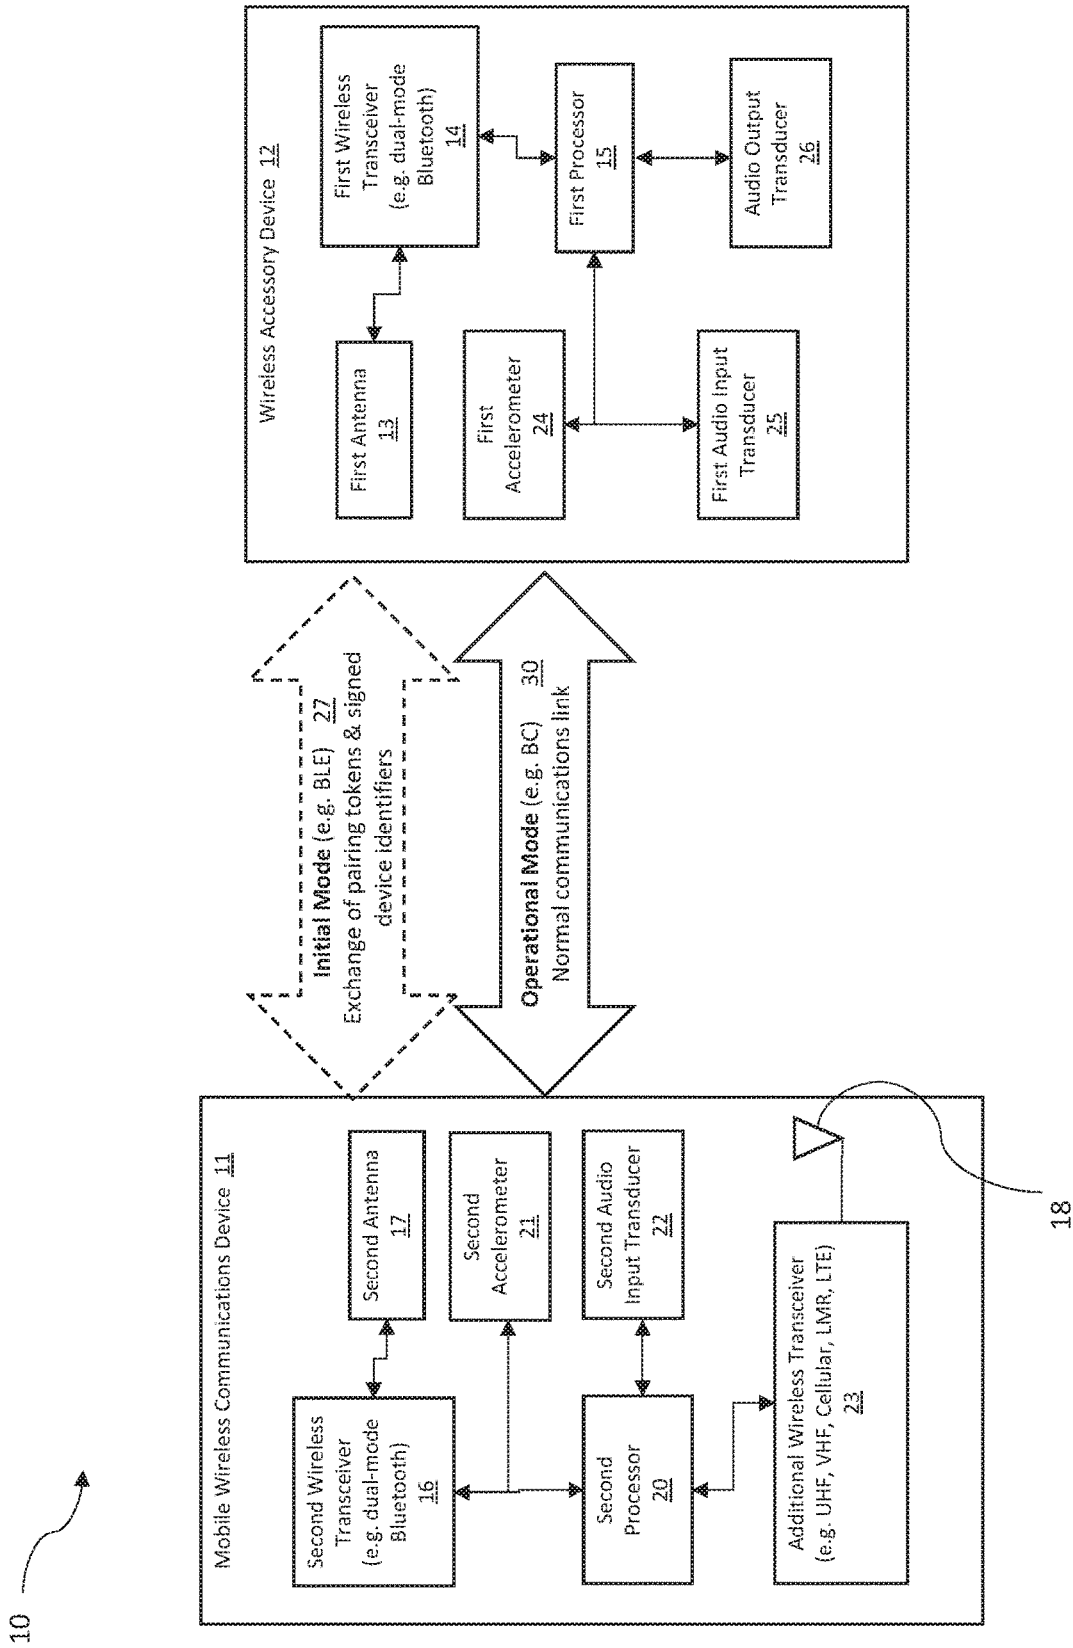 10
Mobile Wireless Communications Device 11
Second Wireless
Transceiver
(e.g. dual-mode
Bluetooth)
16
Second Antenna
17
Second
Accelerometer
21
Second
Processor
20
Second Audio
Input Transducer
22
Additional Wireless Transceiver
(e.g. UHF, VHF, Cellular, LMR, LTE)
23
18
Initial Mode (e.g. BLE) 27
Exchange of pairing tokens & signed
device identifiers
Operational Mode (e.g. BC) 30
Normal communications link
Wireless Accessory Device 12
First Antenna
13
First Wireless
Transceiver
(e.g. dual-mode
Bluetooth)
14
First
Accelerometer
24
First Processor
15
First Audio Input
Transducer
25
Audio Output
Transducer
26